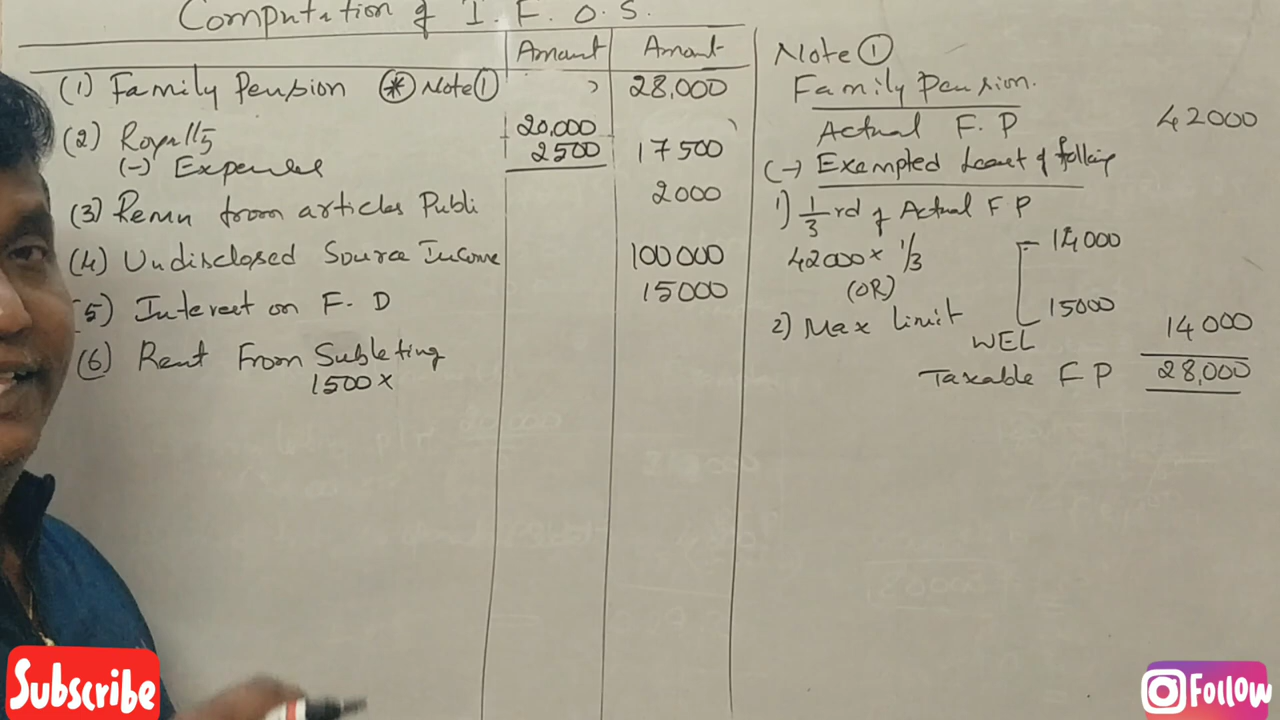 Computation of I. F. O. S.
Amount Amount
(1) Family Pension * Note 1 28,000
(2) Royalty 20,000
(-) Expenses 2500 17500
(3) Remu from articles Publi 2000
(4) Undisclosed Source Income 100000
(5) Interest on F. D 15000
(6) Rent From Subleting
1500 x
Note 1
Family Pension.
Actual F. P 42000
(-) Exempted Least of following
1) 1/3 rd of Actual F P
42000 x 1/3 14000
(OR)
2) Max limit 15000
WEL 14000
Taxable F P 28,000
Subscribe
Follow